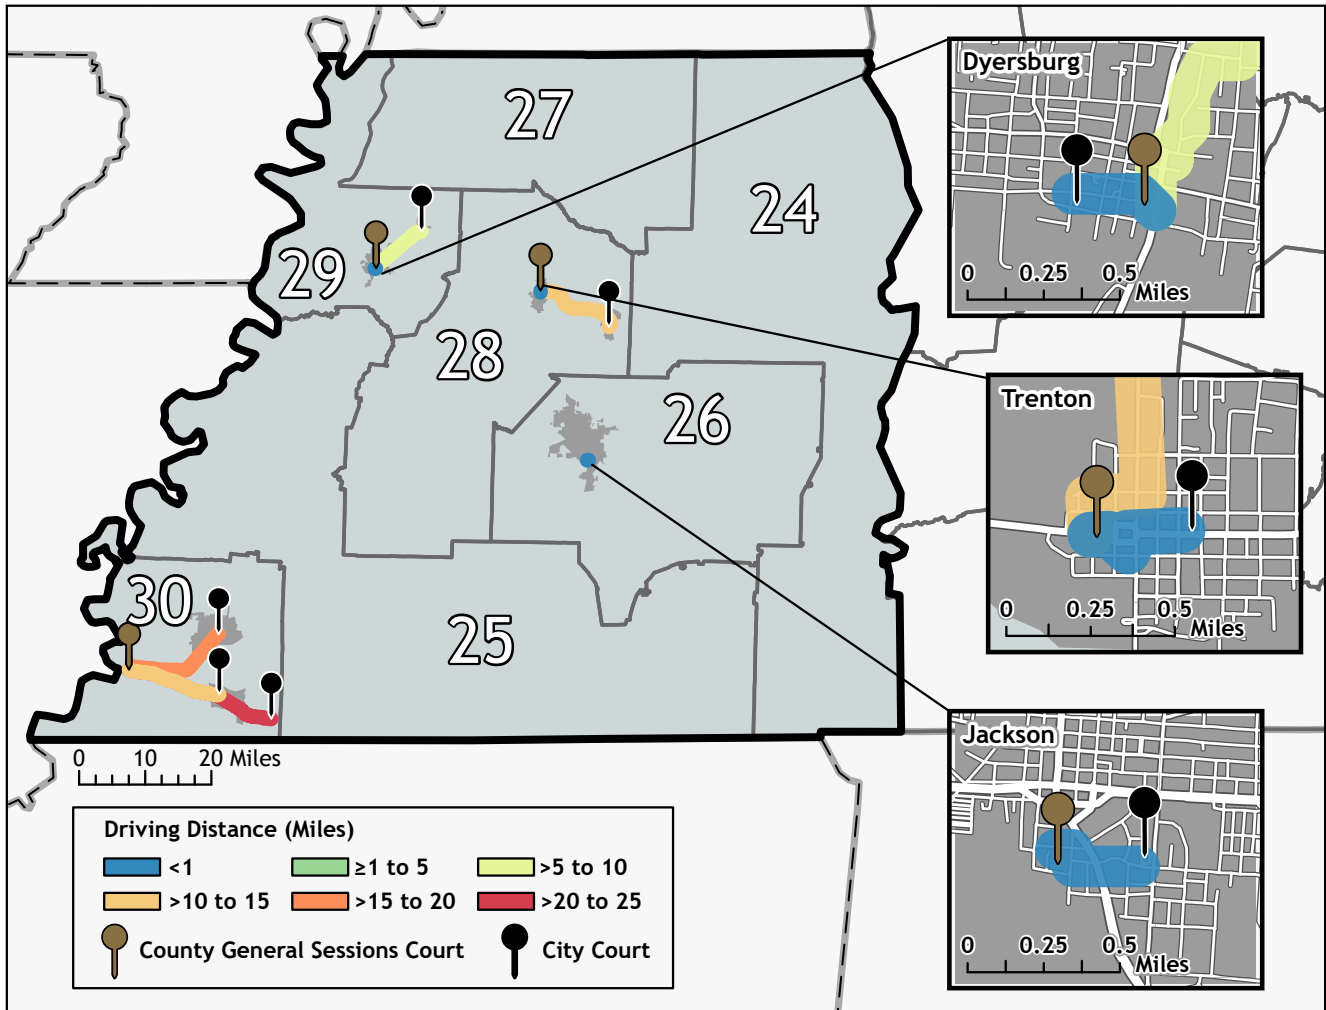 27
24
29
28
26
30
25
Dyersburg
0 0.25 0.5
Miles
Trenton
0 0.25 0.5
Miles
Jackson
0 0.25 0.5
Miles
0 10 20 Miles
Driving Distance (Miles)
<1 ≥1 to 5 >5 to 10
>10 to 15 >15 to 20 >20 to 25
County General Sessions Court City Court